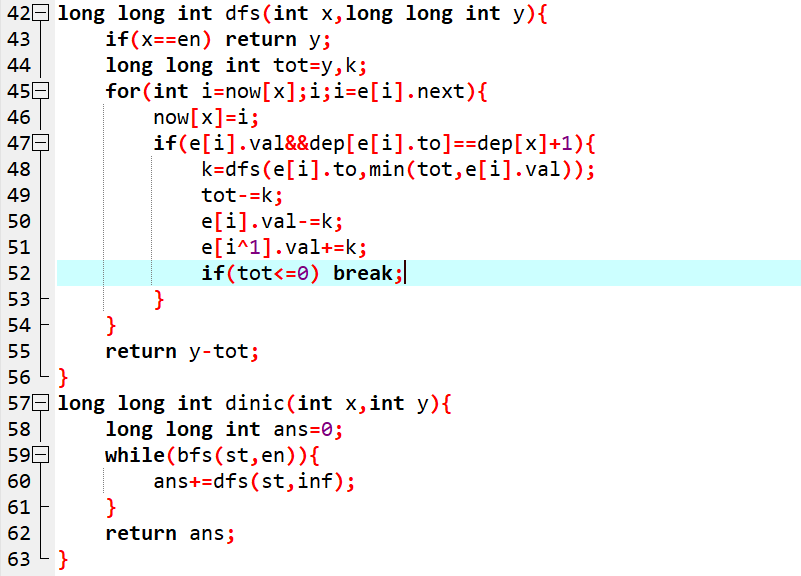 42 long long int dfs(int x,long long int y){
43     if(x==en) return y;
44     long long int tot=y,k;
45     for(int i=now[x];i;i=e[i].next){
46         now[x]=i;
47         if(e[i].val&&dep[e[i].to]==dep[x]+1){
48             k=dfs(e[i].to,min(tot,e[i].val));
49             tot-=k;
50             e[i].val-=k;
51             e[i^1].val+=k;
52             if(tot<=0) break;
53         }
54     }
55     return y-tot;
56 }
57 long long int dinic(int x,int y){
58     long long int ans=0;
59     while(bfs(st,en)){
60         ans+=dfs(st,inf);
61     }
62     return ans;
63 }